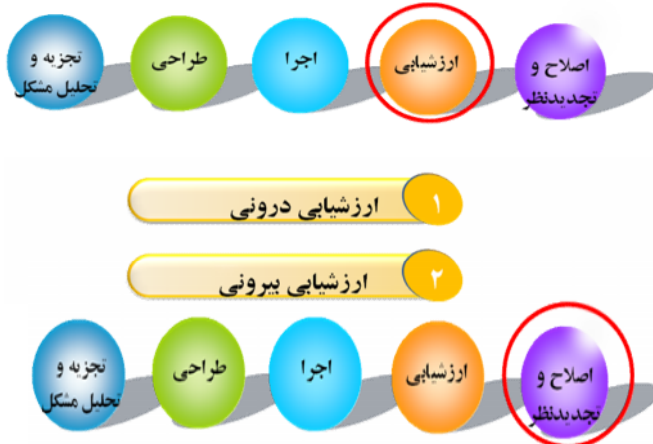 تجزیه و
تحلیل مشکل
طراحی
اجرا
ارزشیابی
اصلاح و
تجدیدنظر
۱ ارزشیابی درونی
۲ ارزشیابی بیرونی
تجزیه و
تحلیل مشکل
طراحی
اجرا
ارزشیابی
اصلاح و
تجدیدنظر